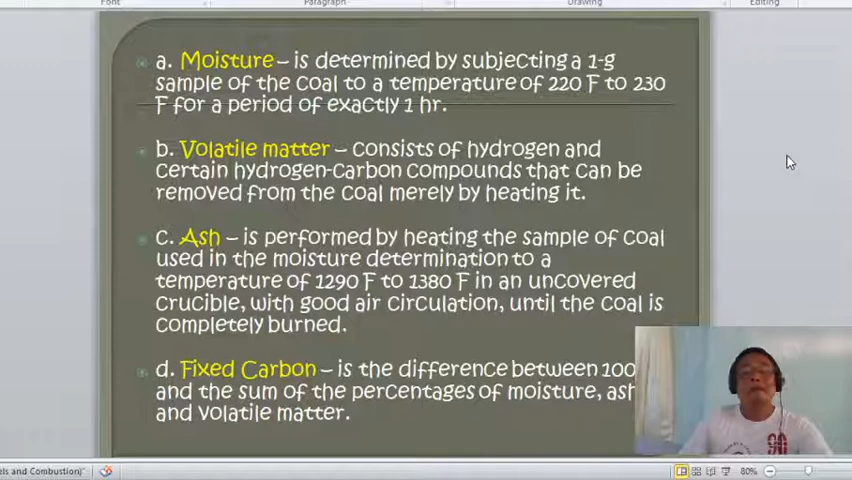 Font
Paragraph
Drawing
Editing
a. Moisture – is determined by subjecting a 1-g
sample of the coal to a temperature of 220 F to 230
F for a period of exactly 1 hr.
b. Volatile matter – consists of hydrogen and
certain hydrogen-carbon compounds that can be
removed from the coal merely by heating it.
c. Ash – is performed by heating the sample of coal
used in the moisture determination to a
temperature of 1290 F to 1380 F in an uncovered
crucible, with good air circulation, until the coal is
completely burned.
d. Fixed Carbon – is the difference between 100
and the sum of the percentages of moisture, ash
and volatile matter.
90
els and Combustion)"
80%